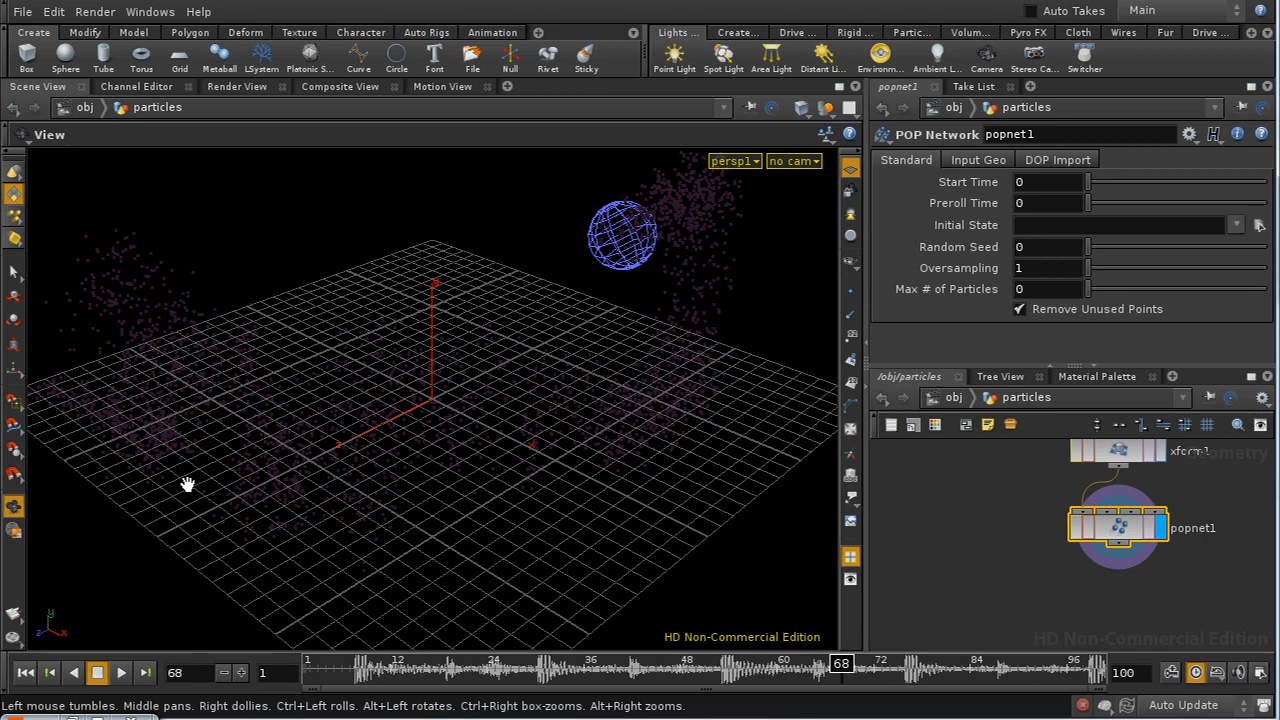 File Edit Render Windows Help Auto Takes Main
Create Modify Model Polygon Deform Texture Character Auto Rigs Animation Lights ... Create... Drive ... Rigid ... Partic... Volum... Pyro FX Cloth Wires Fur Drive ...
Box Sphere Tube Torus Grid Metaball LSystem Platonic S... Curve Circle Font File Null Rivet Sticky Point Light Spot Light Area Light Distant Li... Environm... Ambient L... Camera Stereo Ca... Switcher
Scene View Channel Editor Render View Composite View Motion View popnet1 Take List
obj particles obj particles
View POP Network popnet1
persp1 no cam Standard Input Geo DOP Import
Start Time 0
Preroll Time 0
Initial State
Random Seed 0
Oversampling 1
Max # of Particles 0
Remove Unused Points
/obj/particles Tree View Material Palette
obj particles
xform1 Geometry
popnet1
y
z x
HD Non-Commercial Edition HD Non-Commercial Edition
68 1 1 12 24 36 48 60 68 72 84 96 100
Left mouse tumbles. Middle pans. Right dollies. Ctrl+Left rolls. Alt+Left rotates. Ctrl+Right box-zooms. Alt+Right zooms. Auto Update